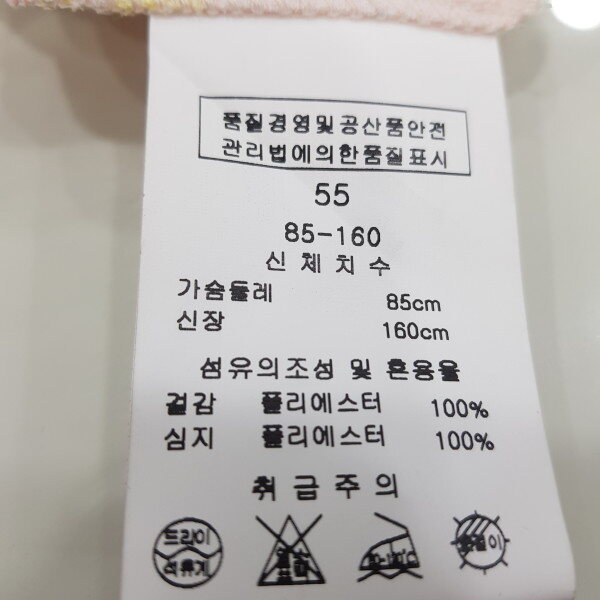 품질경영및공산품안전
관리법에의한품질표시
55
85-160
신체치수
가슴둘레 85cm
신장 160cm
섬유의조성 및 혼용율
겉감 폴리에스터 100%
심지 폴리에스터 100%
취급주의
드라이
석유계